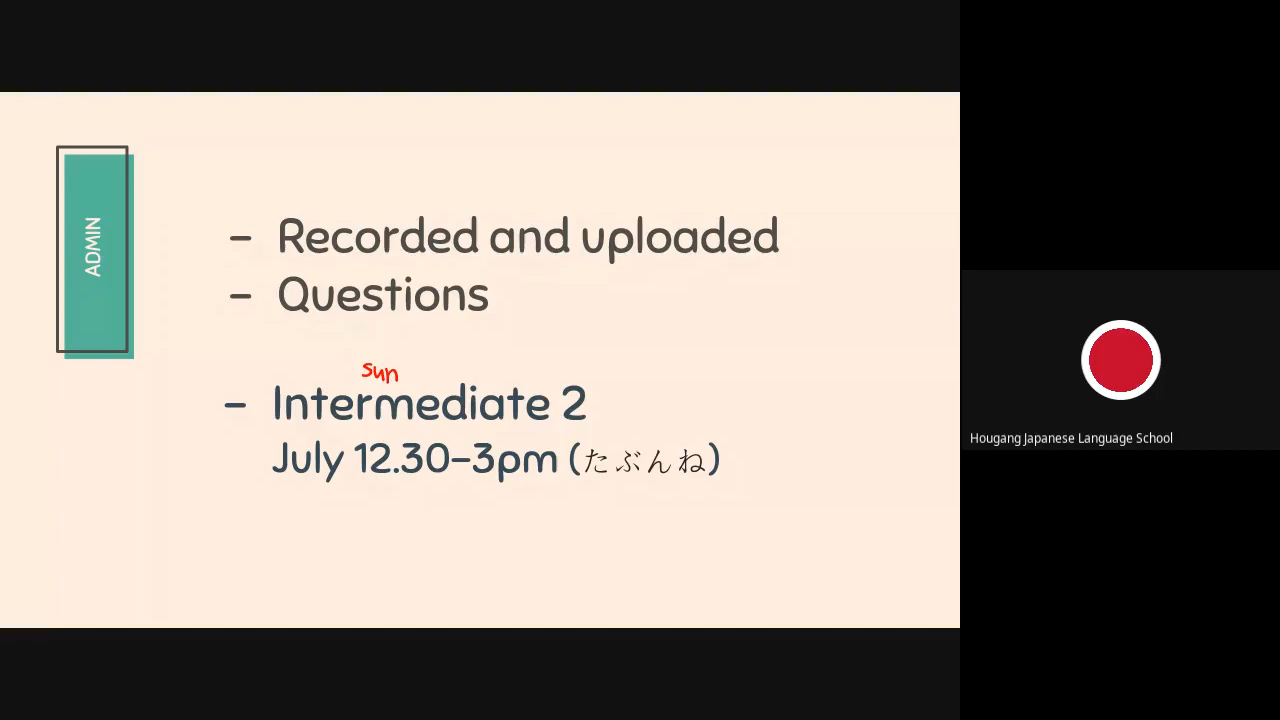 ADMIN
- Recorded and uploaded
- Questions
sun
- Intermediate 2
July 12.30-3pm (たぶんね)
Hougang Japanese Language School